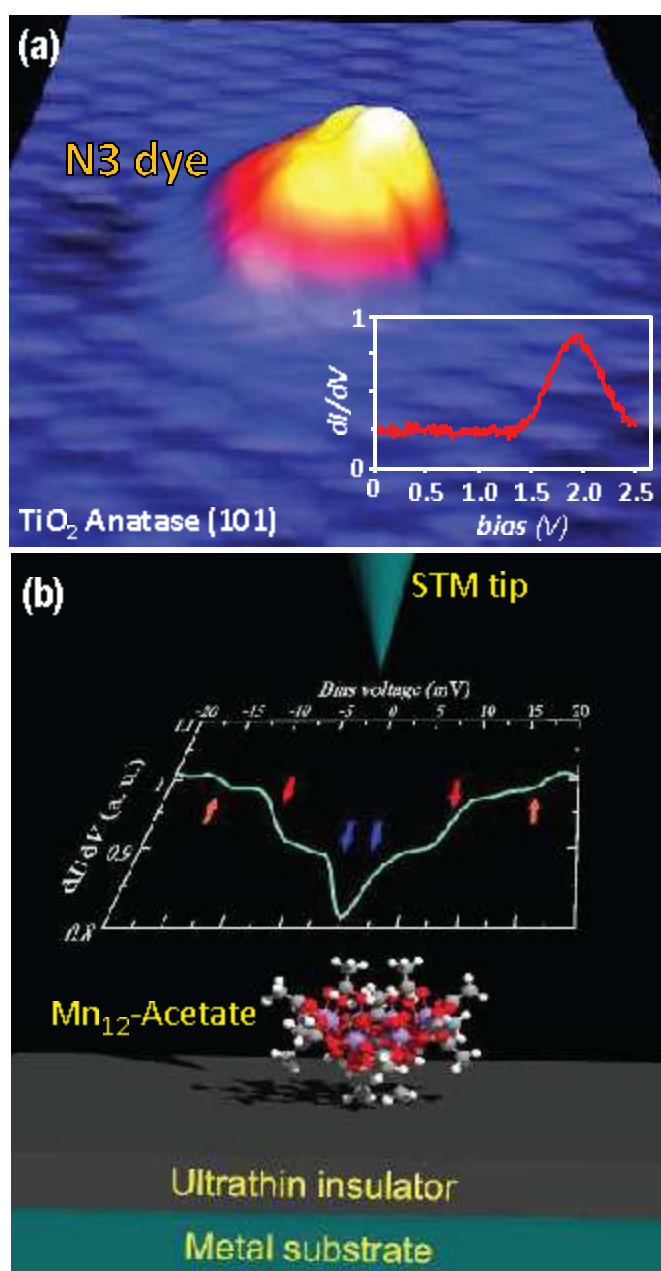 (a)
N3 dye
1
dI/dV
0
0 0.5 1.0 1.5 2.0 2.5
bias (V)
TiO₂ Anatase (101)
(b)
STM tip
Bias voltage (mV)
-20 -15 -10 -5 0 5 10 15 20
1.1
dI/dV (a. u.)
0.9
0.8
Mn₁₂-Acetate
Ultrathin insulator
Metal substrate